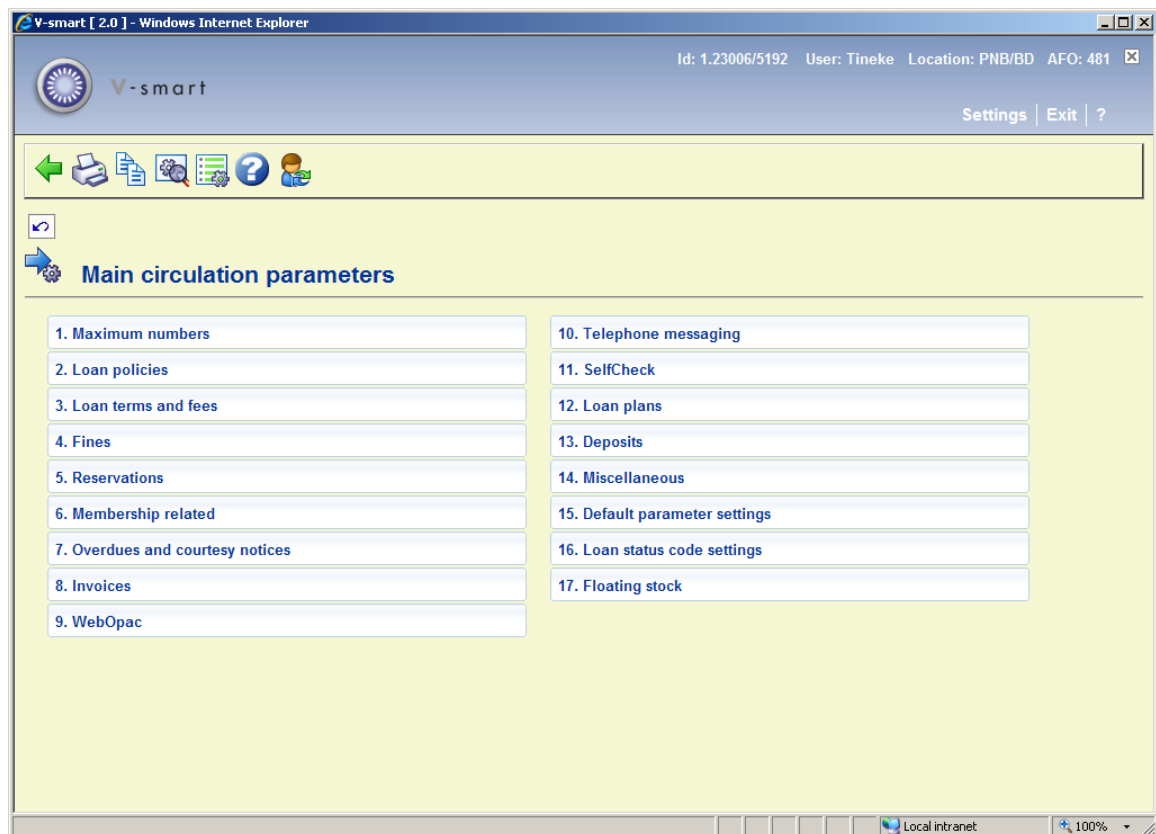 V-smart [ 2.0 ] - Windows Internet Explorer
Id: 1.23006/5192 User: Tineke Location: PNB/BD AFO: 481
V-smart
Settings Exit ?
Main circulation parameters
1. Maximum numbers
2. Loan policies
3. Loan terms and fees
4. Fines
5. Reservations
6. Membership related
7. Overdues and courtesy notices
8. Invoices
9. WebOpac
10. Telephone messaging
11. SelfCheck
12. Loan plans
13. Deposits
14. Miscellaneous
15. Default parameter settings
16. Loan status code settings
17. Floating stock
Local intranet 100%